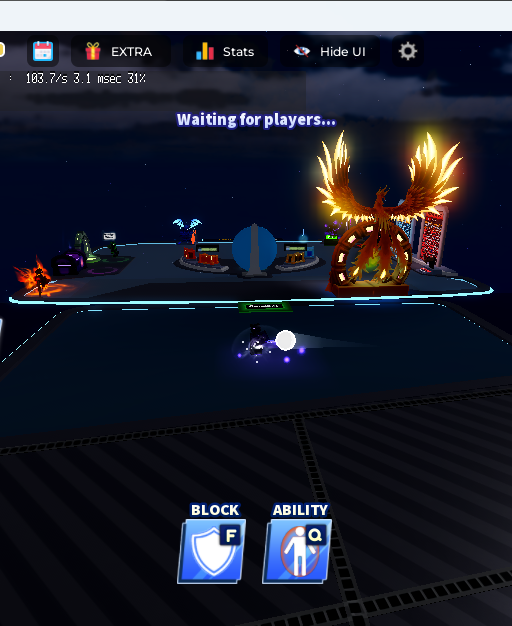 EXTRA
Stats
Hide UI
: 103.7/s 3.1 msec 31%
Waiting for players...
BLOCK
ABILITY
F
Q